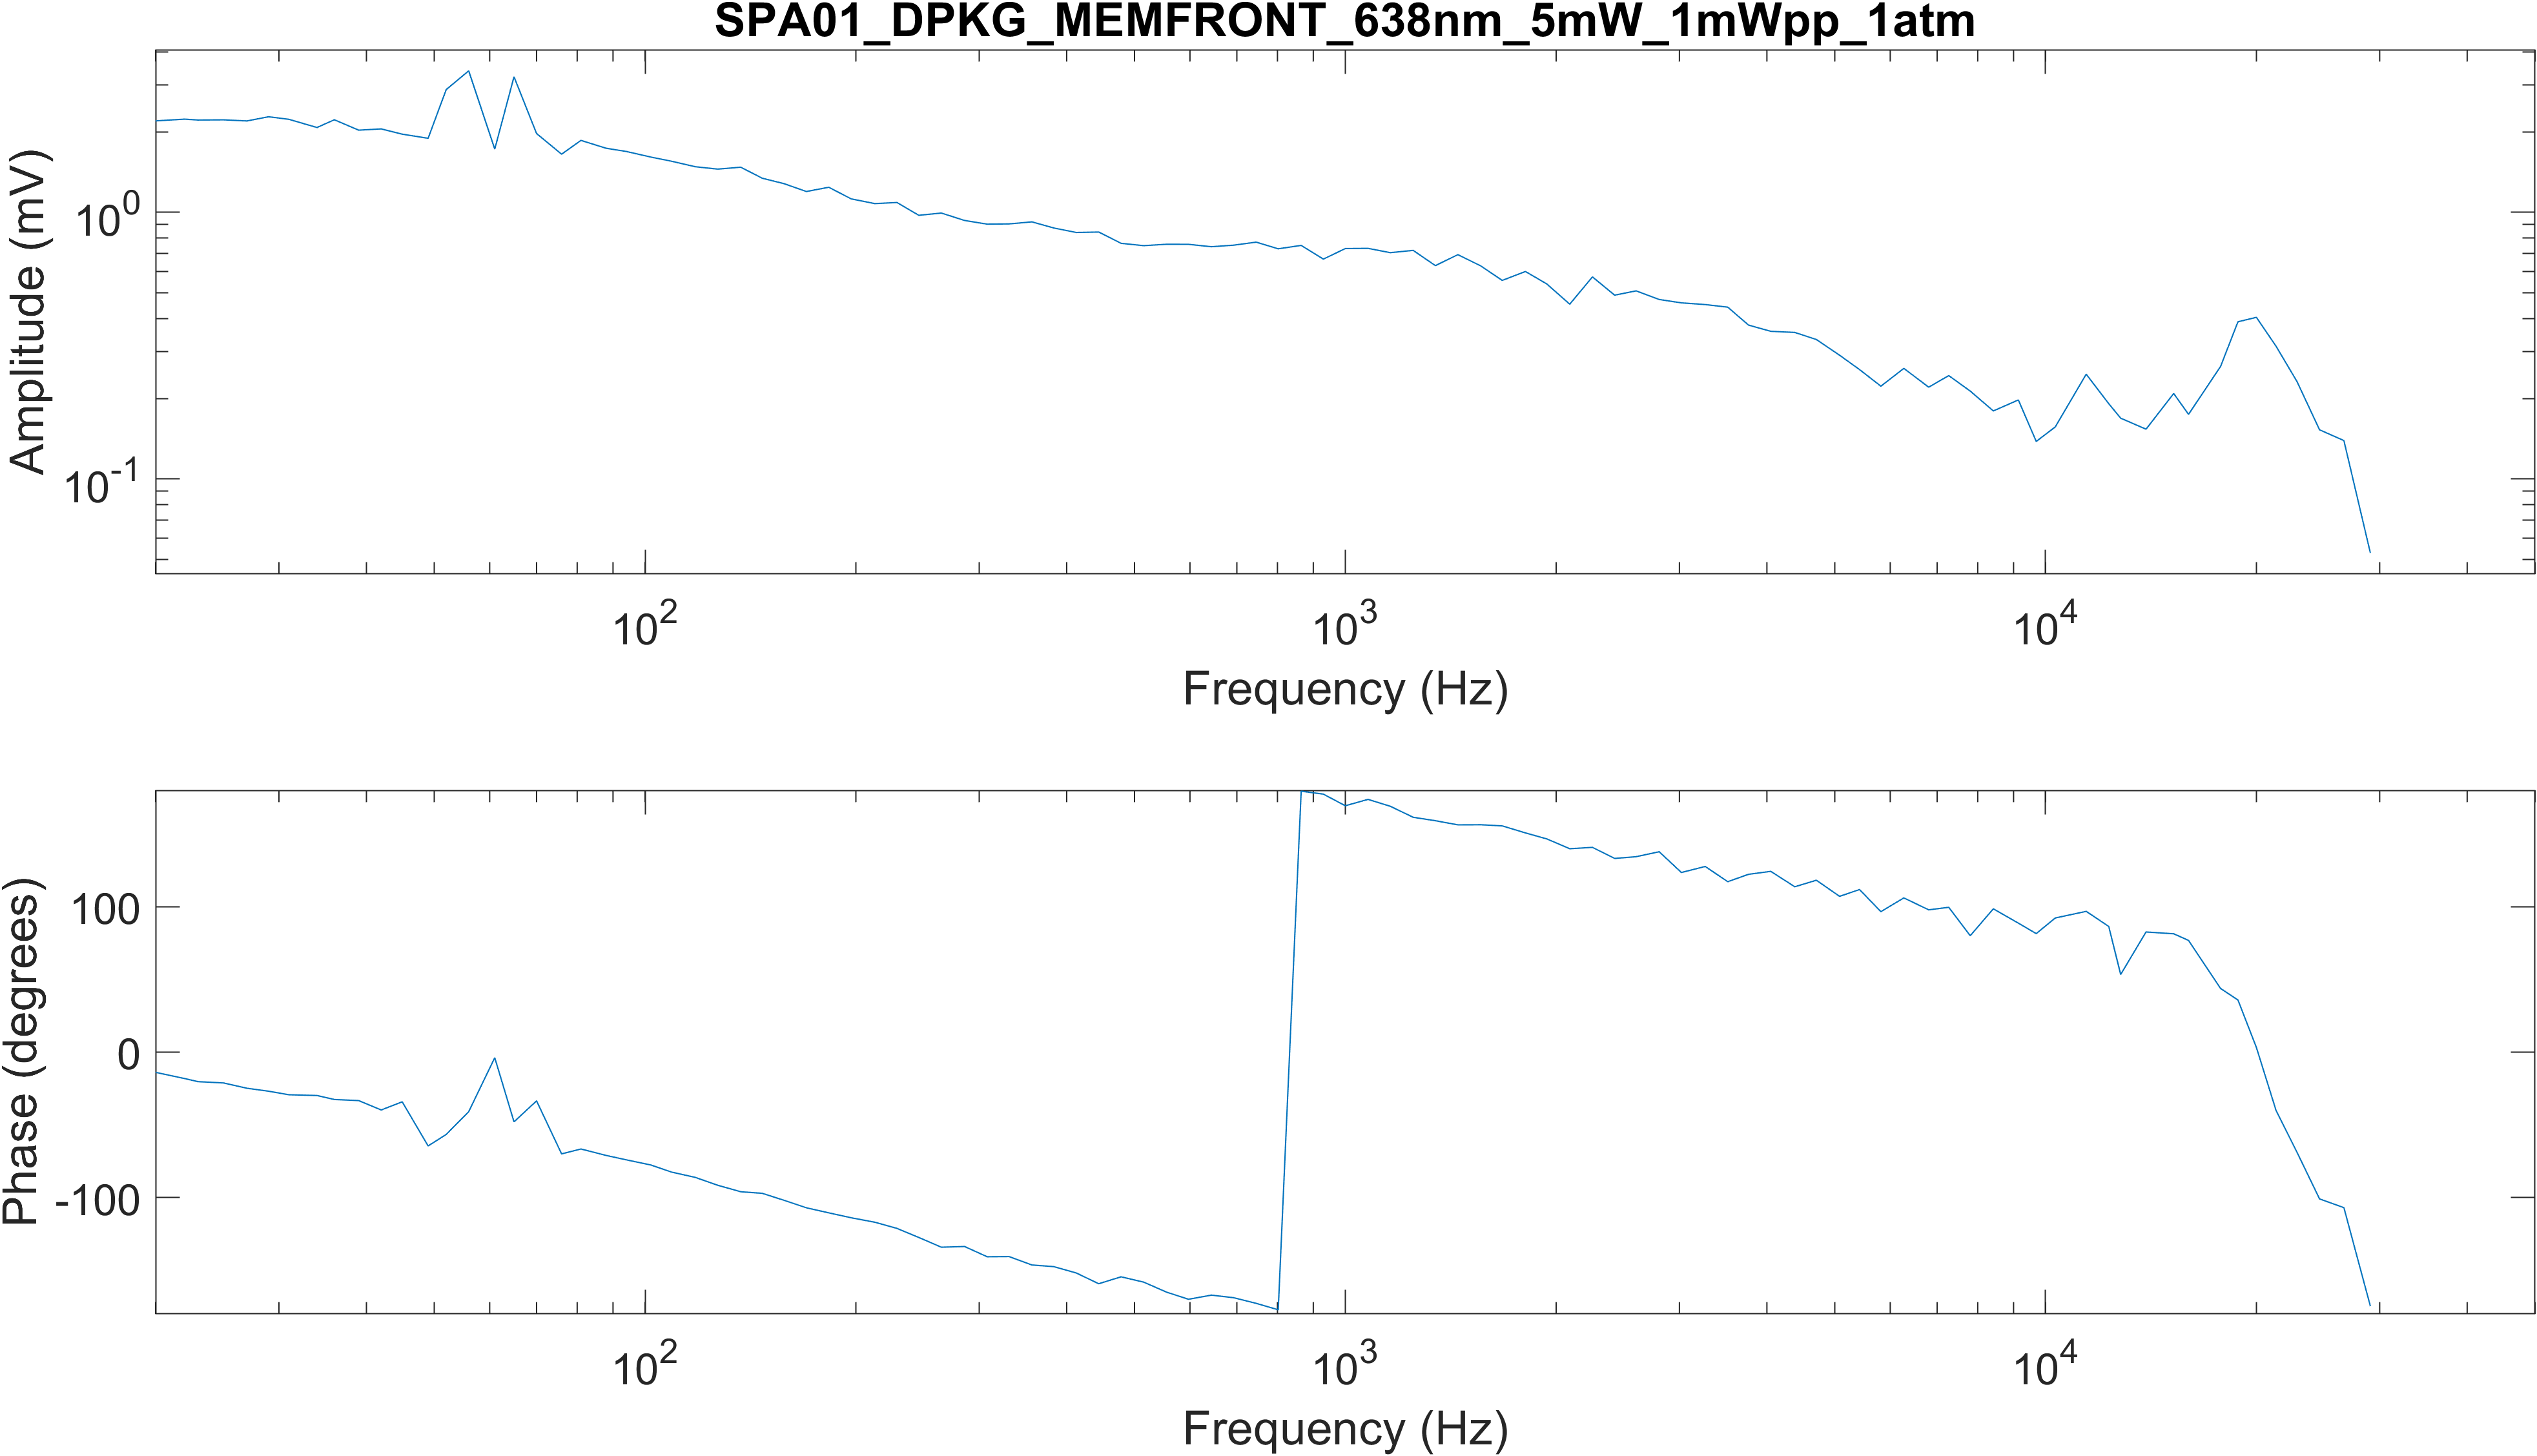 SPA01_DPKG_MEMFRONT_638nm_5mW_1mWpp_1atm
Amplitude (mV)
10^0
10^-1
10^2
10^3
10^4
Frequency (Hz)
Phase (degrees)
100
0
-100
10^2
10^3
10^4
Frequency (Hz)